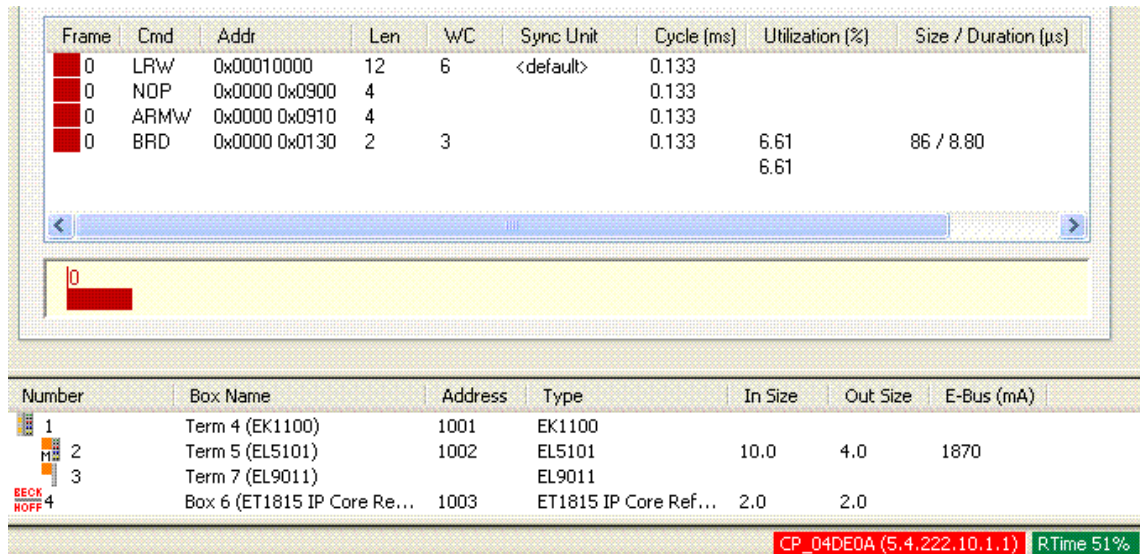 Frame Cmd Addr Len WC Sync Unit Cycle (ms) Utilization (%) Size / Duration (µs)
0 LRW 0x00010000 12 6 <default> 0.133
0 NOP 0x0000 0x0900 4 0.133
0 ARMW 0x0000 0x0910 4 0.133
0 BRD 0x0000 0x0130 2 3 0.133 6.61 86 / 8.80
6.61
0
Number Box Name Address Type In Size Out Size E-Bus (mA)
1 Term 4 (EK1100) 1001 EK1100
M 2 Term 5 (EL5101) 1002 EL5101 10.0 4.0 1870
3 Term 7 (EL9011) EL9011
BECK HOFF 4 Box 6 (ET1815 IP Core Re... 1003 ET1815 IP Core Ref... 2.0 2.0
CP_04DE0A (5.4.222.10.1.1) RTime 51%